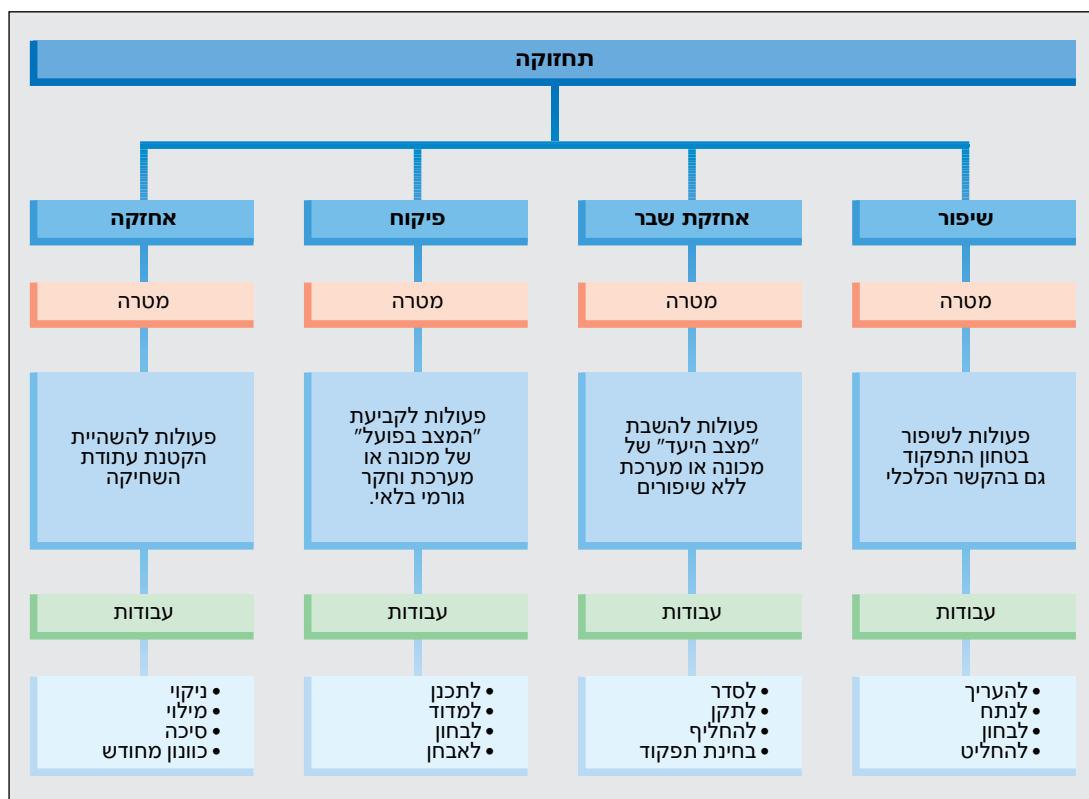 תחזוקה
שיפור
אחזקת שבר
פיקוח
אחזקה
מטרה
מטרה
מטרה
מטרה
פעולות לשיפור
בטחון התפקוד
גם בהקשר הכלכלי
פעולות להשבת
"מצב היעד" של
מכונה או מערכת
ללא שיפורים
פעולות לקביעת
"המצב בפועל"
של מכונה או
מערכת וחקר
גורמי בלאי.
פעולות להשהיית
הקטנת עתודת
השחיקה
עבודות
עבודות
עבודות
עבודות
• להעריך
• לנתח
• לבחון
• להחליט
• לסדר
• לתקן
• להחליף
• בחינת תפקוד
• לתכנן
• למדוד
• לבחון
• לאבחן
• ניקוי
• מילוי
• סיכה
• כוונון מחודש